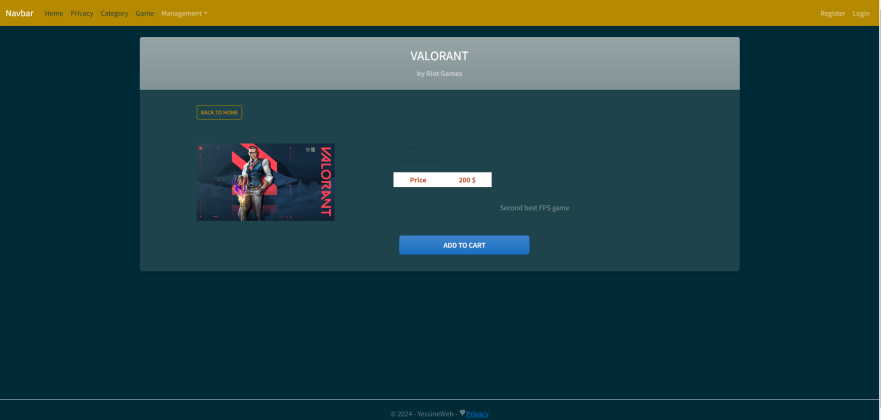 Navbar Home Privacy Category Game Management Register Login
VALORANT
by Riot Games
BACK TO HOME
VALORANT
Price 200 $
Second best FPS game
ADD TO CART
© 2024 - YessineWeb - Privacy